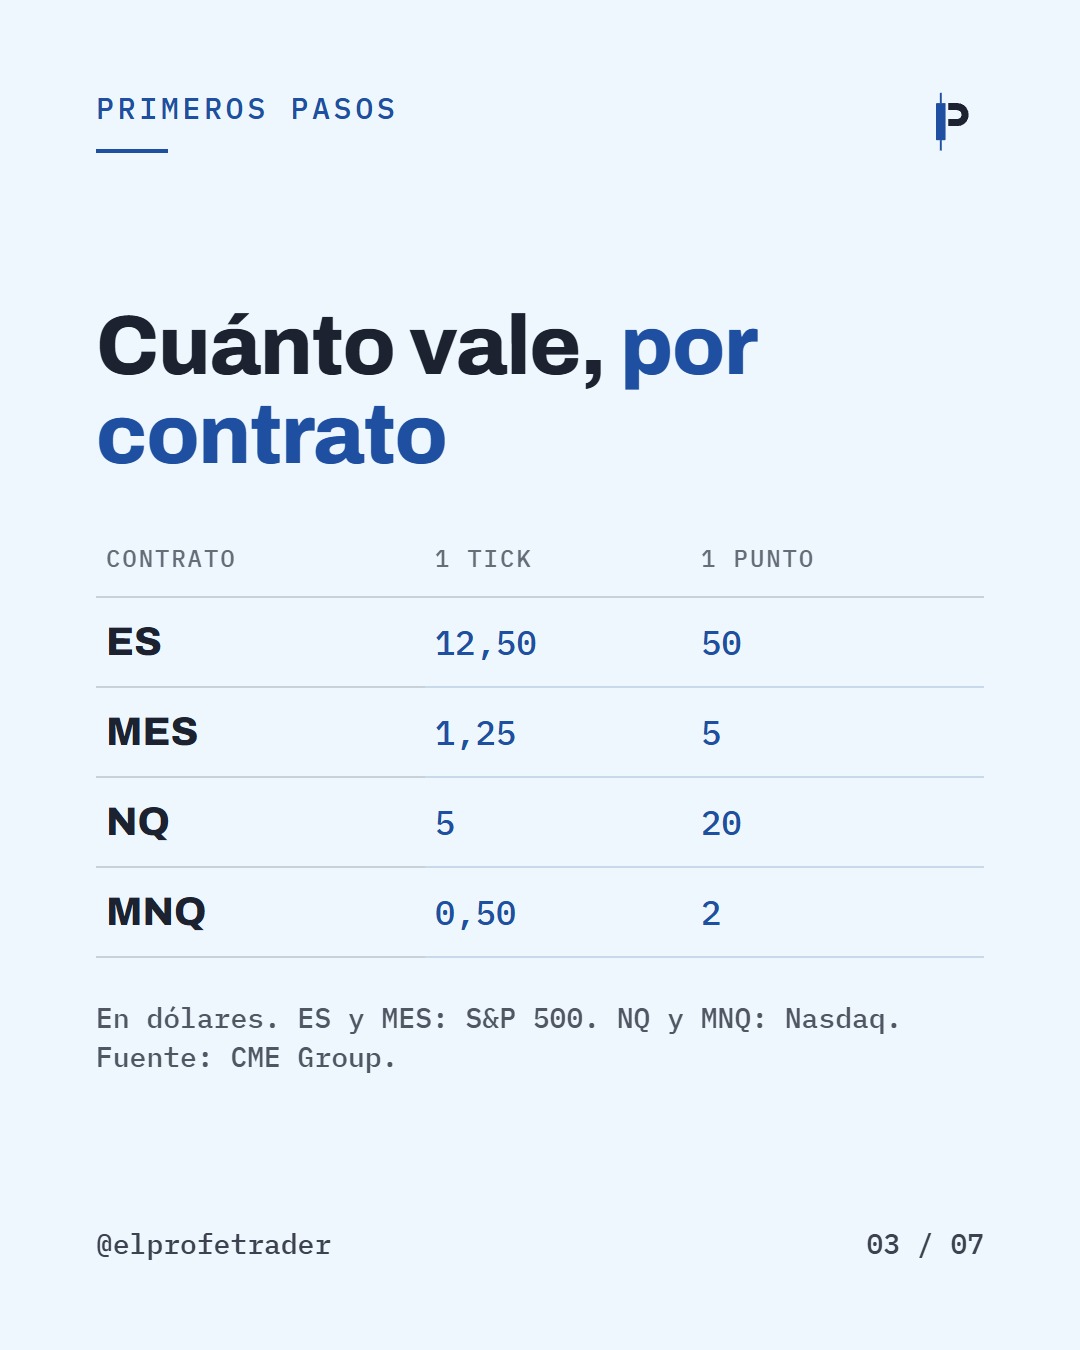 PRIMEROS PASOS
Cuánto vale, por
contrato
CONTRATO 1 TICK 1 PUNTO
ES 12,50 50
MES 1,25 5
NQ 5 20
MNQ 0,50 2
En dólares. ES y MES: S&P 500. NQ y MNQ: Nasdaq.
Fuente: CME Group.
@elprofetrader 03 / 07